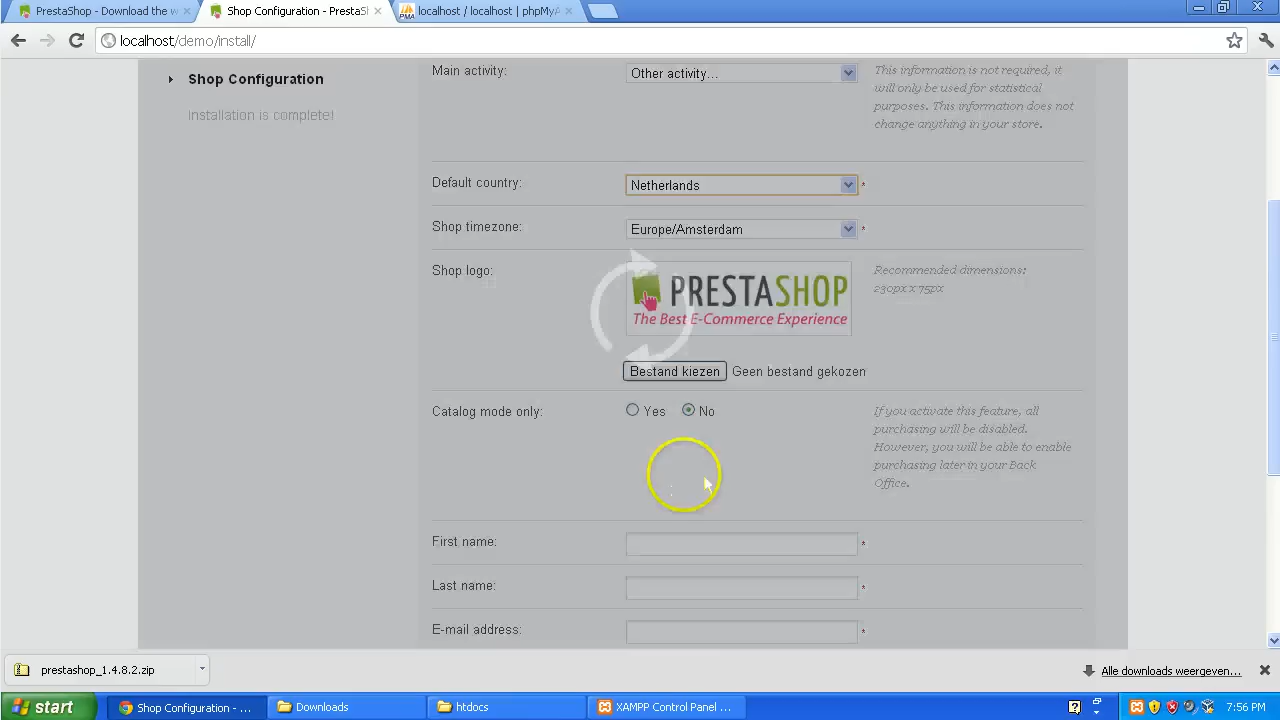 PrestaShop - Download the w
Shop Configuration - PrestaS
localhost / localhost | phpMyA
localhost/demo/install/
Shop Configuration
Installation is complete!
Main activity:
Other activity...
This information is not required, it
will only be used for statistical
purposes. This information does not
change anything in your store.
Default country:
Netherlands
*
Shop timezone:
Europe/Amsterdam
*
Shop logo:
PRESTASHOP
The Best E-Commerce Experience
Recommended dimensions:
230px x 75px
Bestand kiezen
Geen bestand gekozen
Catalog mode only:
Yes
No
If you activate this feature, all
purchasing will be disabled.
However, you will be able to enable
purchasing later in your Back
Office.
First name:
*
Last name:
*
E-mail address:
*
prestashop_1.4.8.2.zip
Alle downloads weergeven...
start
Shop Configuration - ...
Downloads
htdocs
XAMPP Control Panel ...
7:56 PM